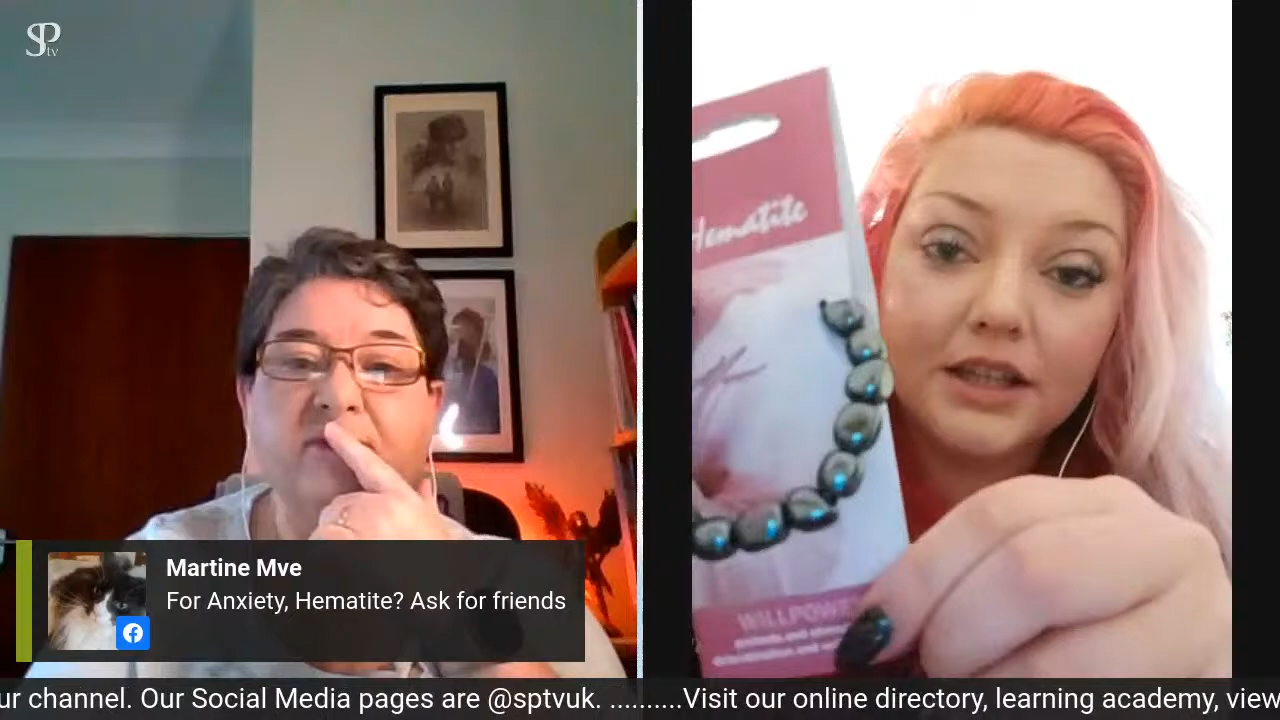 SP
tv
Hematite
WILLPOWE
Martine Mve
For Anxiety, Hematite? Ask for friends
ur channel. Our Social Media pages are @sptvuk. ..........Visit our online directory, learning academy, view